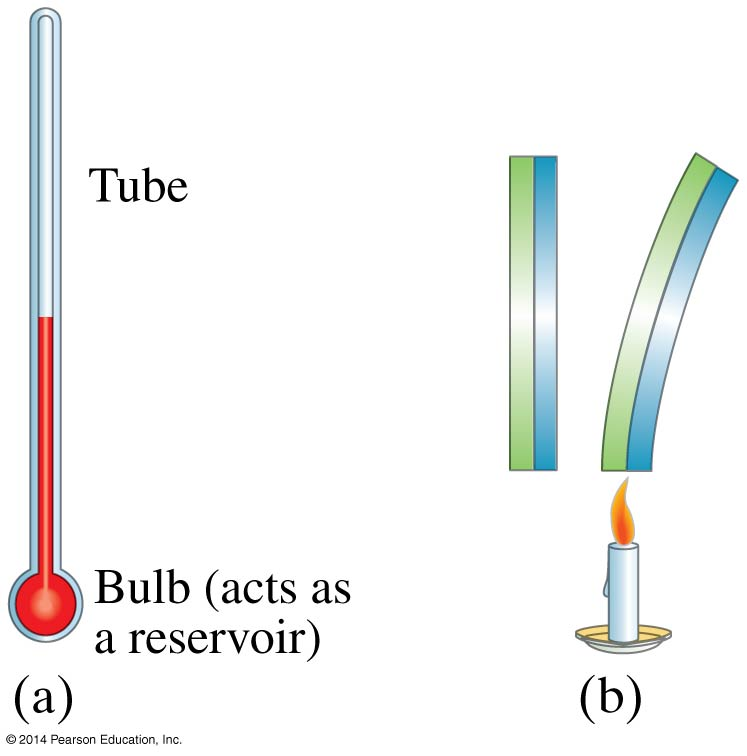 Tube
Bulb (acts as
a reservoir)
(a)
(b)
© 2014 Pearson Education, Inc.